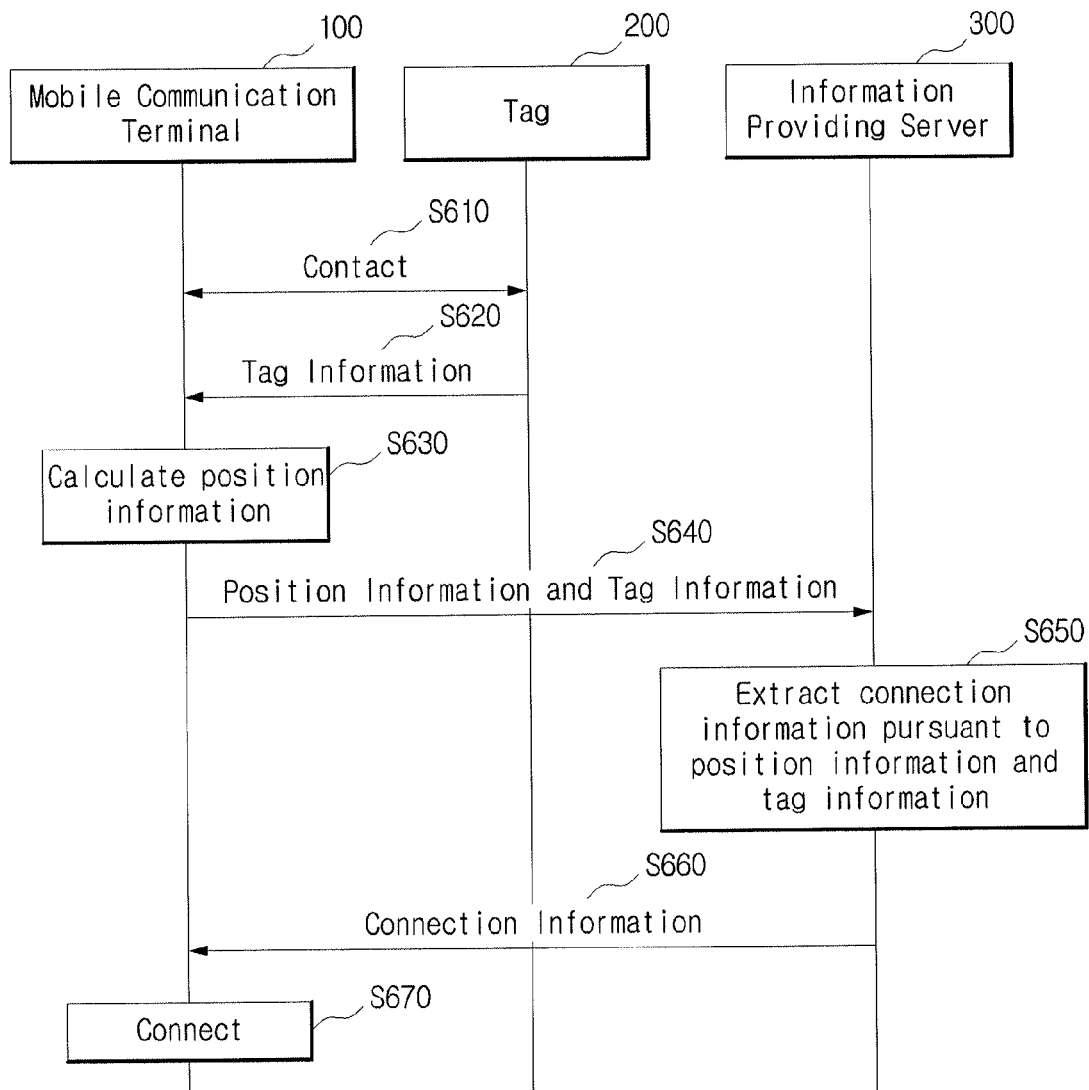 100
200
300
Mobile Communication
Terminal
Tag
Information
Providing Server
S610
Contact
S620
Tag Information
S630
Calculate position
information
S640
Position Information and Tag Information
S650
Extract connection
information pursuant to
position information and
tag information
S660
Connection Information
S670
Connect